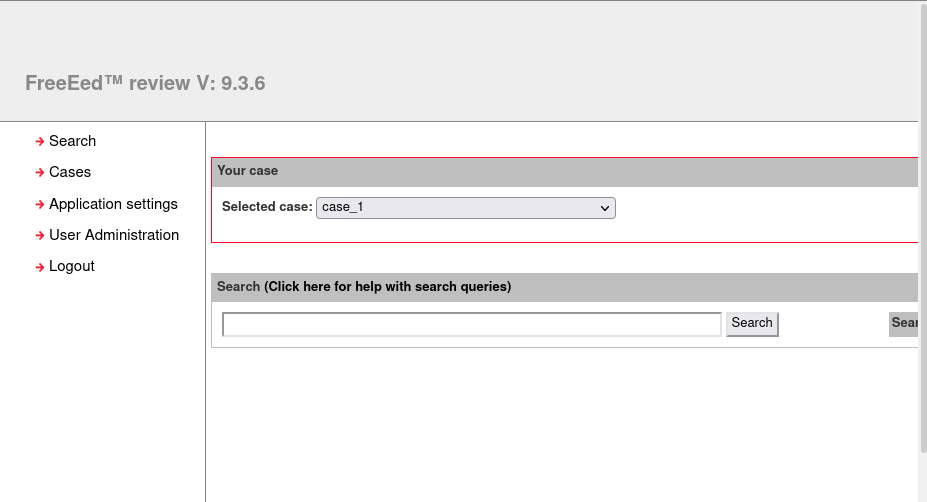 FreeEed™ review V: 9.3.6
Search
Cases
Application settings
User Administration
Logout
Your case
Selected case: case_1
Search (Click here for help with search queries)
Search